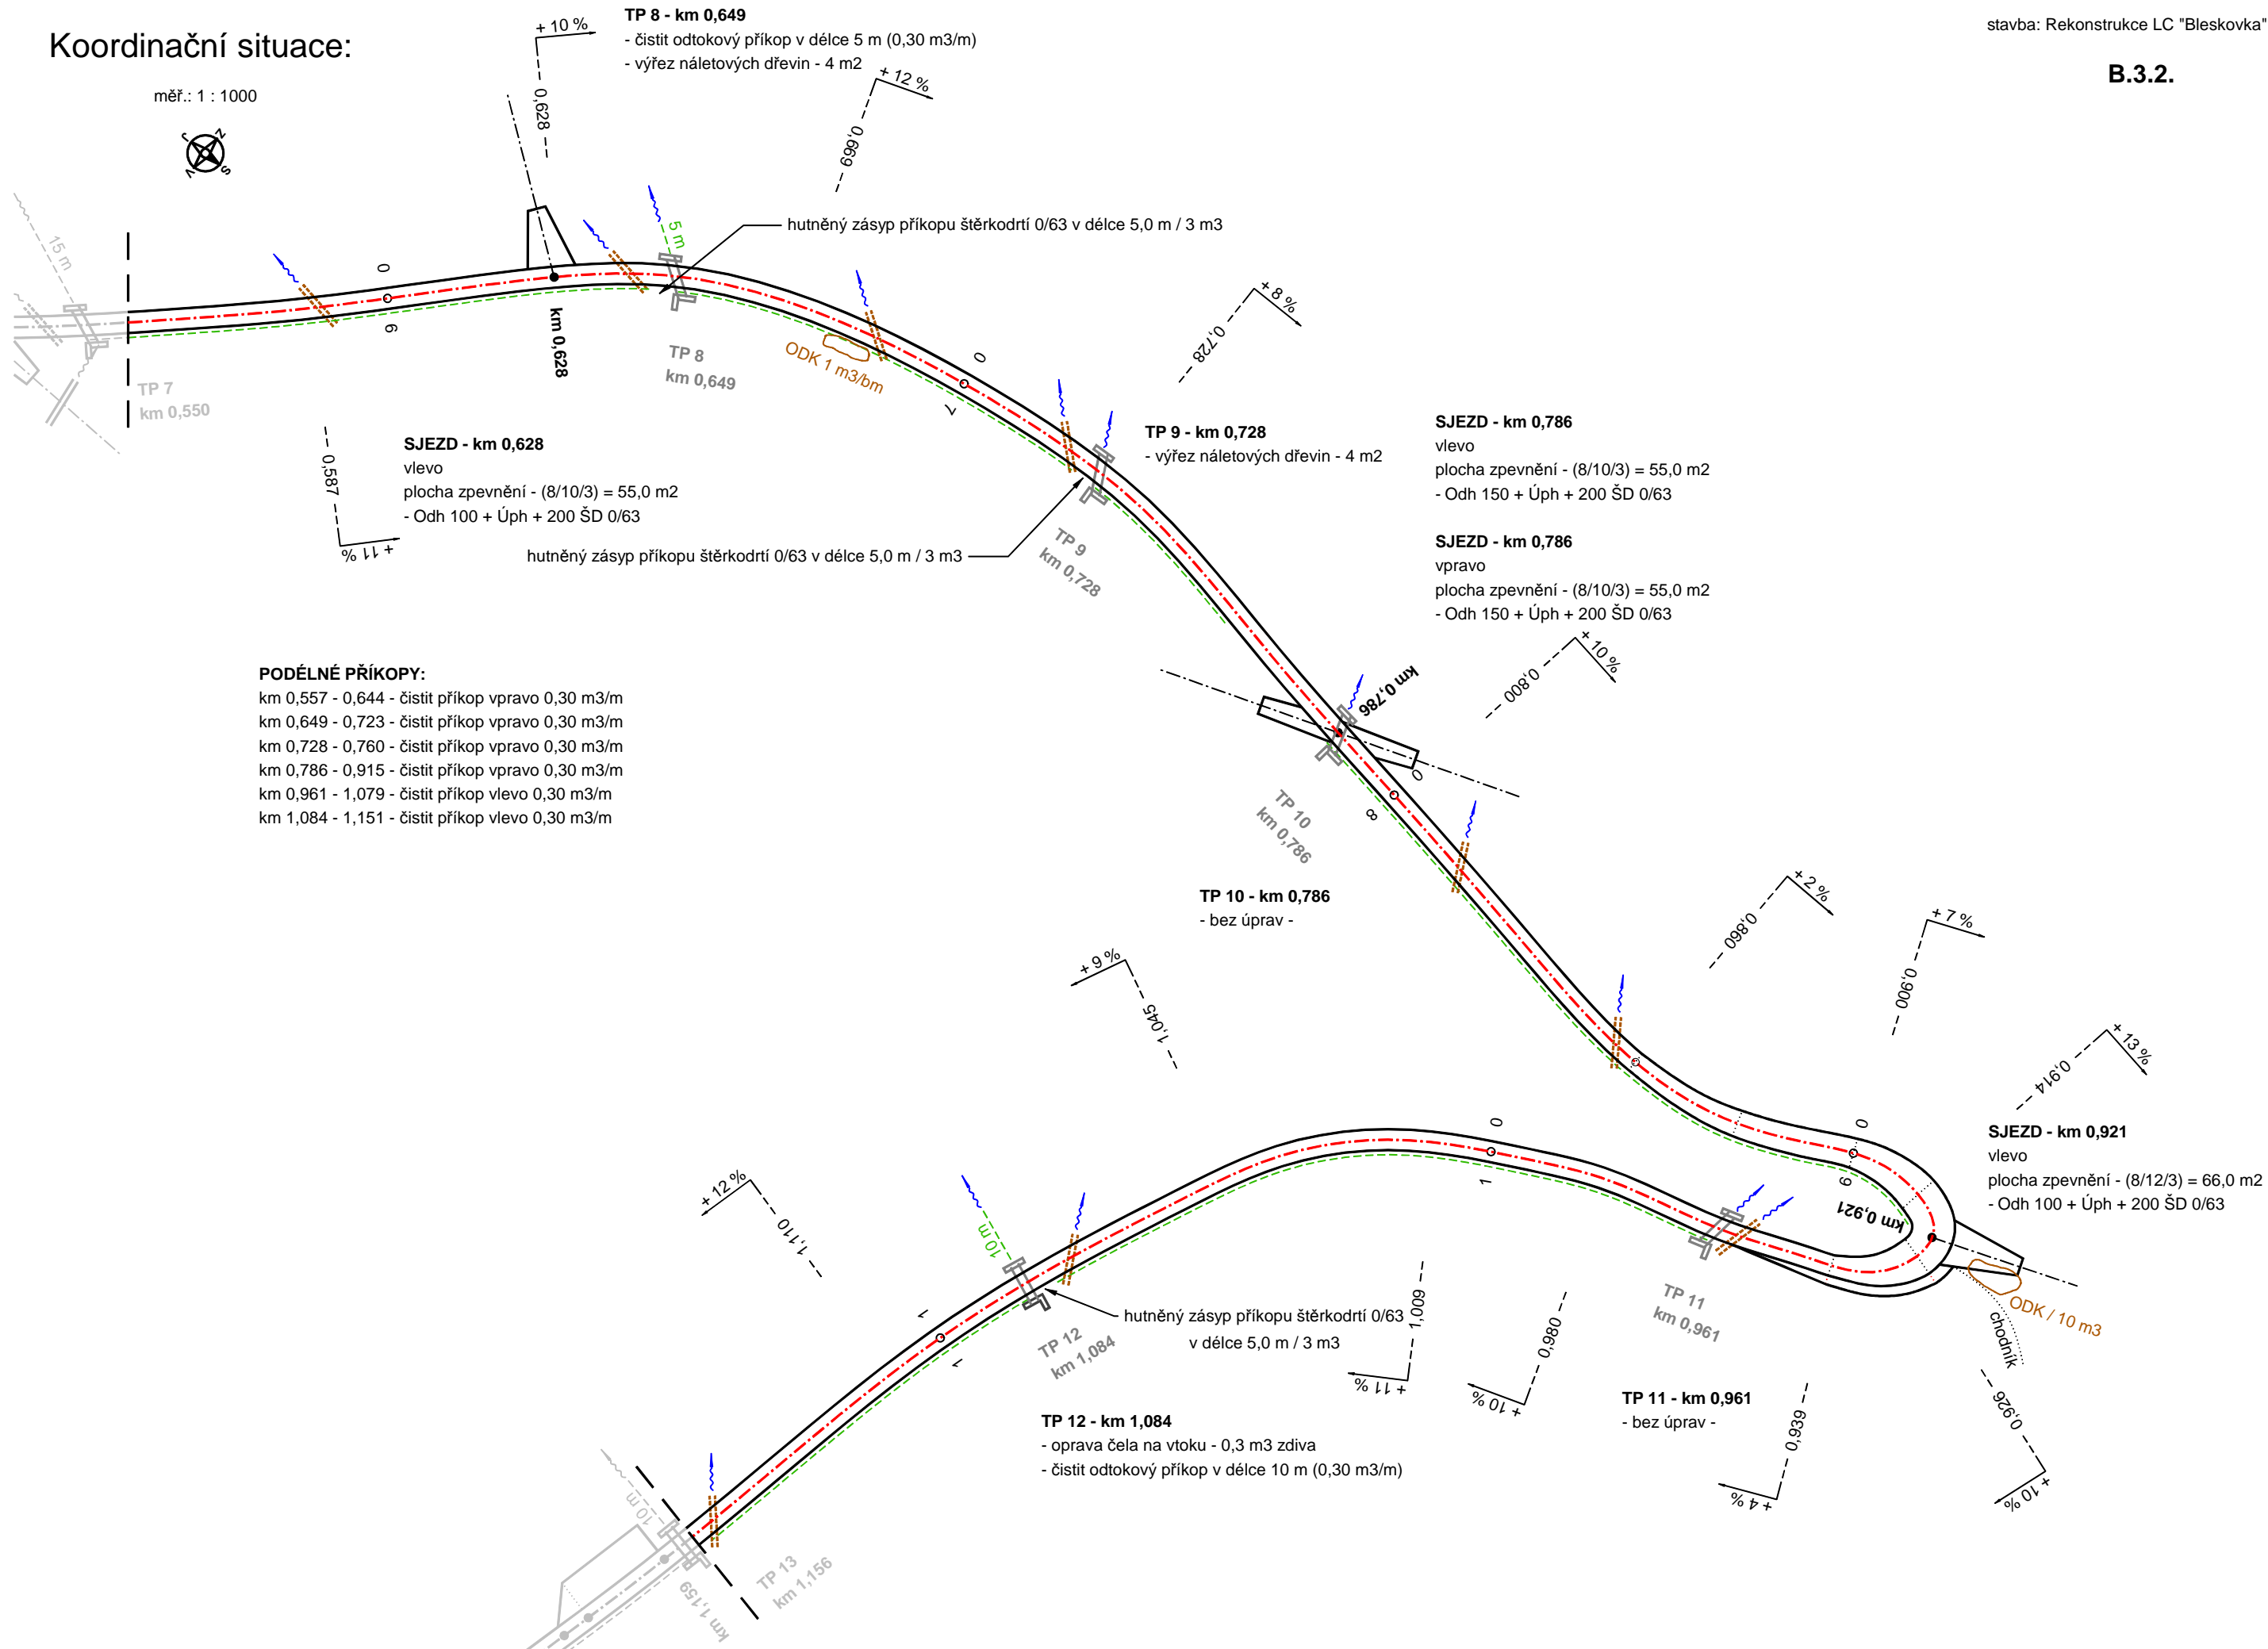 Koordinační situace:
měř.: 1 : 1000
J
Z
V
S
stavba: Rekonstrukce LC "Bleskovka"
B.3.2.
TP 8 - km 0,649
- čistit odtokový příkop v délce 5 m (0,30 m3/m)
- výřez náletových dřevin - 4 m2
+ 10 %
0,628
+ 12 %
0,669
hutněný zásyp příkopu štěrkodrtí 0/63 v délce 5,0 m / 3 m3
15 m
5 m
0
6
km 0,628
TP 7
km 0,550
TP 8
km 0,649
ODK 1 m3/bm
0
7
+ 8 %
0,728
0,587
+ 11 %
SJEZD - km 0,628
vlevo
plocha zpevnění - (8/10/3) = 55,0 m2
- Odh 100 + Úph + 200 ŠD 0/63
hutněný zásyp příkopu štěrkodrtí 0/63 v délce 5,0 m / 3 m3
TP 9 - km 0,728
- výřez náletových dřevin - 4 m2
TP 9
km 0,728
SJEZD - km 0,786
vlevo
plocha zpevnění - (8/10/3) = 55,0 m2
- Odh 150 + Úph + 200 ŠD 0/63
SJEZD - km 0,786
vpravo
plocha zpevnění - (8/10/3) = 55,0 m2
- Odh 150 + Úph + 200 ŠD 0/63
+ 10 %
0,800
PODÉLNÉ PŘÍKOPY:
km 0,557 - 0,644 - čistit příkop vpravo 0,30 m3/m
km 0,649 - 0,723 - čistit příkop vpravo 0,30 m3/m
km 0,728 - 0,760 - čistit příkop vpravo 0,30 m3/m
km 0,786 - 0,915 - čistit příkop vpravo 0,30 m3/m
km 0,961 - 1,079 - čistit příkop vlevo 0,30 m3/m
km 1,084 - 1,151 - čistit příkop vlevo 0,30 m3/m
km 0,786
0
8
TP 10
km 0,786
TP 10 - km 0,786
- bez úprav -
+ 2 %
0,860
+ 7 %
0,900
+ 9 %
1,045
+ 13 %
0,914
SJEZD - km 0,921
vlevo
plocha zpevnění - (8/12/3) = 66,0 m2
- Odh 100 + Úph + 200 ŠD 0/63
0
9
km 0,921
0
1
+ 12 %
1,110
10 m
TP 11
km 0,961
ODK / 10 m3
chodník
hutněný zásyp příkopu štěrkodrtí 0/63
v délce 5,0 m / 3 m3
1
1
TP 12
km 1,084
1,009
+ 11 %
0,980
+ 10 %
TP 11 - km 0,961
- bez úprav -
0,939
+ 4 %
0,926
+ 10 %
TP 12 - km 1,084
- oprava čela na vtoku - 0,3 m3 zdiva
- čistit odtokový příkop v délce 10 m (0,30 m3/m)
10 m
TP 13
km 1,156
km 1,159